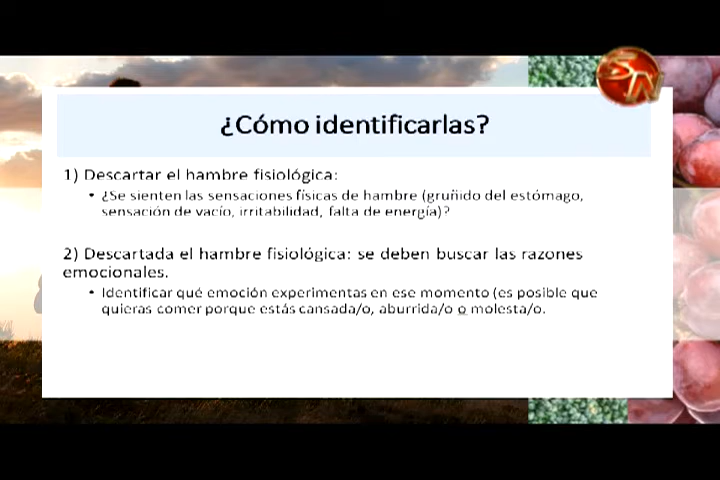 SN
¿Cómo identificarlas?
1) Descartar el hambre fisiológica:
• ¿Se sienten las sensaciones físicas de hambre (gruñido del estómago,
sensación de vacío, irritabilidad, falta de energía)?
2) Descartada el hambre fisiológica: se deben buscar las razones
emocionales.
• Identificar qué emoción experimentas en ese momento (es posible que
quieras comer porque estás cansada/o, aburrida/o o molesta/o.